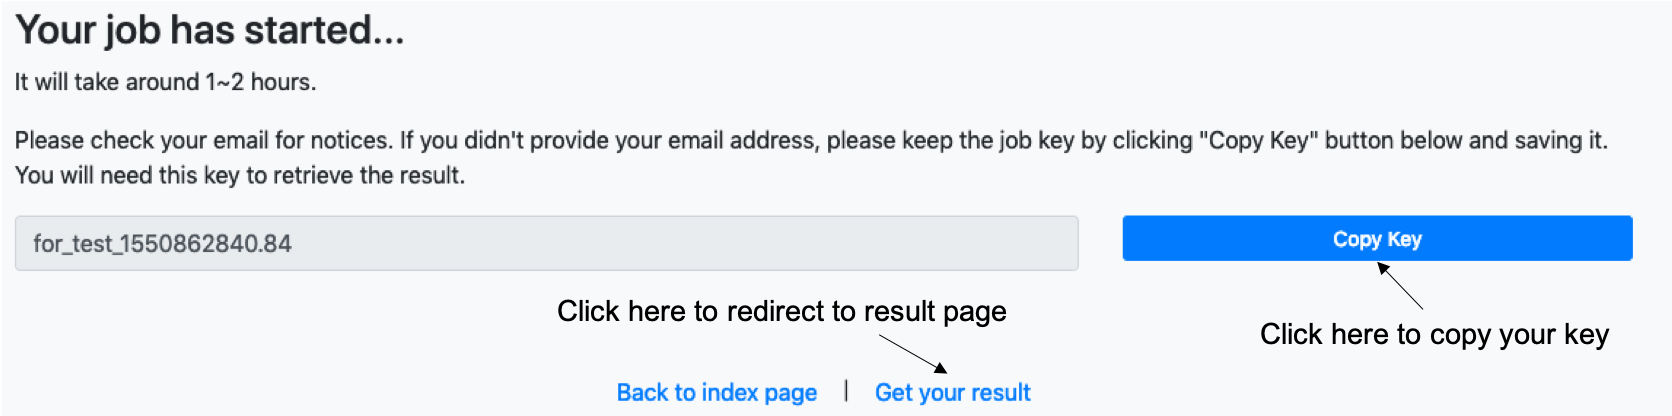 Your job has started...
It will take around 1~2 hours.
Please check your email for notices. If you didn't provide your email address, please keep the job key by clicking "Copy Key" button below and saving it.
You will need this key to retrieve the result.
for_test_1550862840.84
Copy Key
Click here to redirect to result page
Click here to copy your key
Back to index page | Get your result